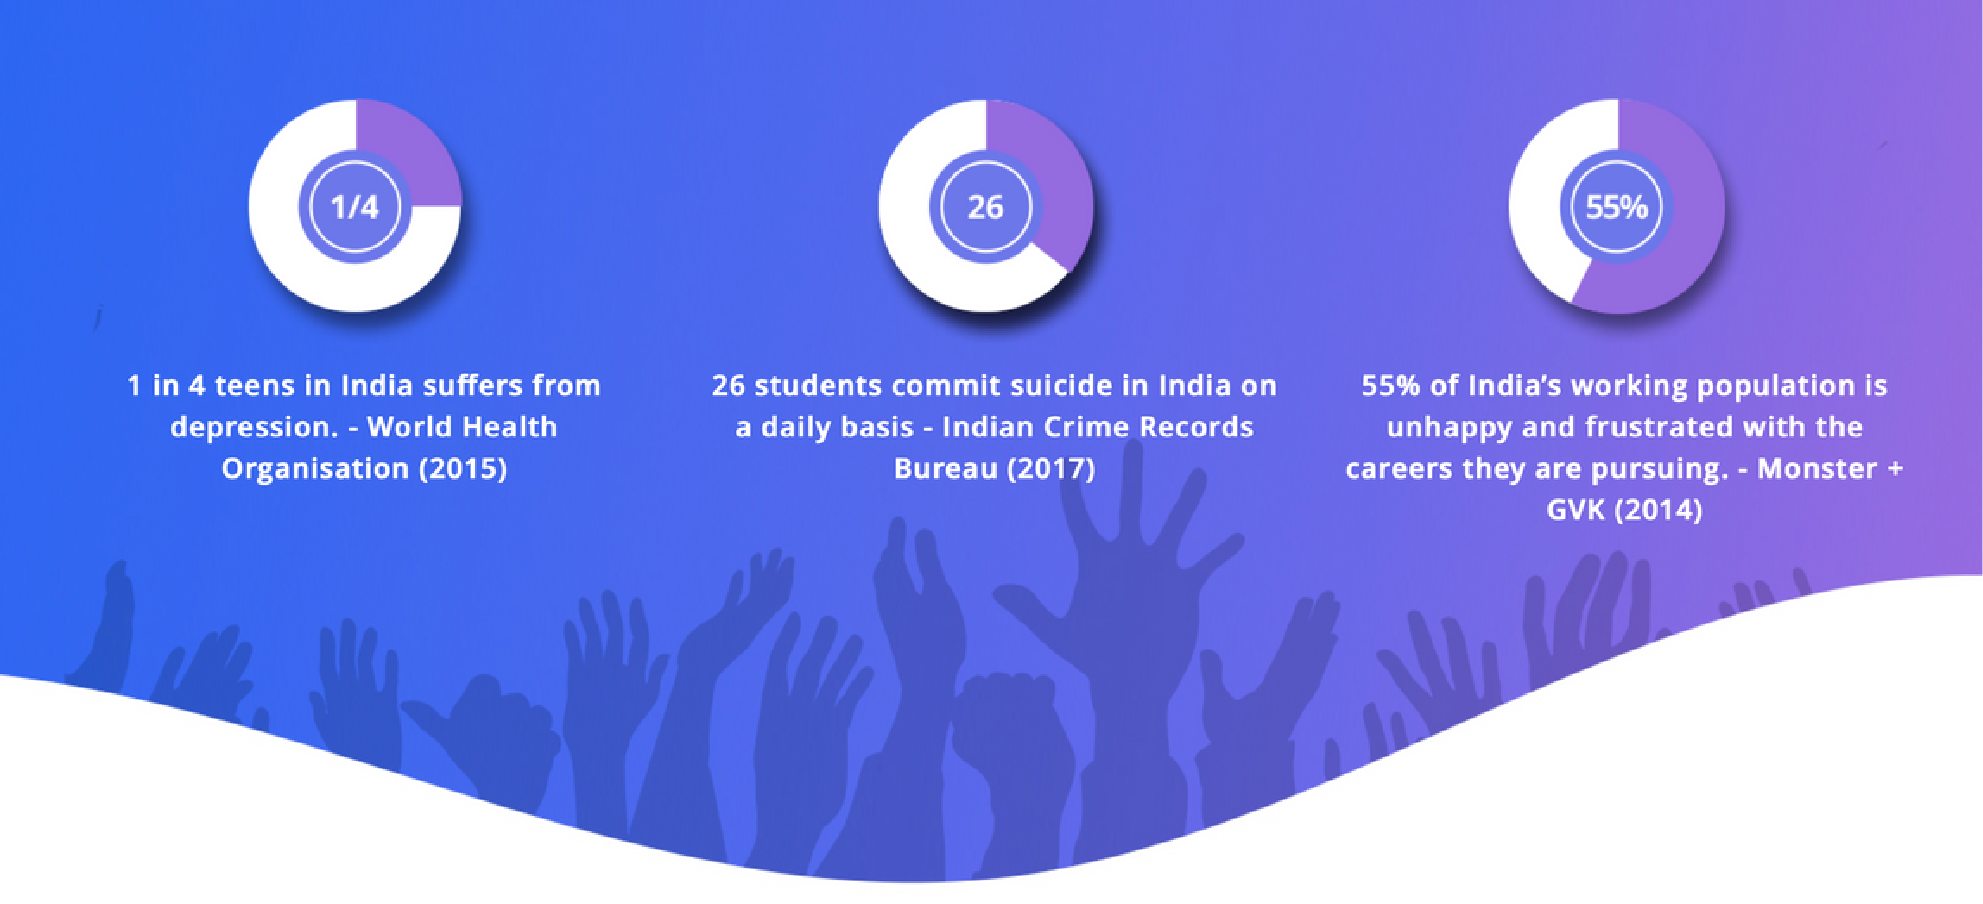 1/4
1 in 4 teens in India suffers from
depression. - World Health
Organisation (2015)
26
26 students commit suicide in India on
a daily basis - Indian Crime Records
Bureau (2017)
55%
55% of India’s working population is
unhappy and frustrated with the
careers they are pursuing. - Monster +
GVK (2014)